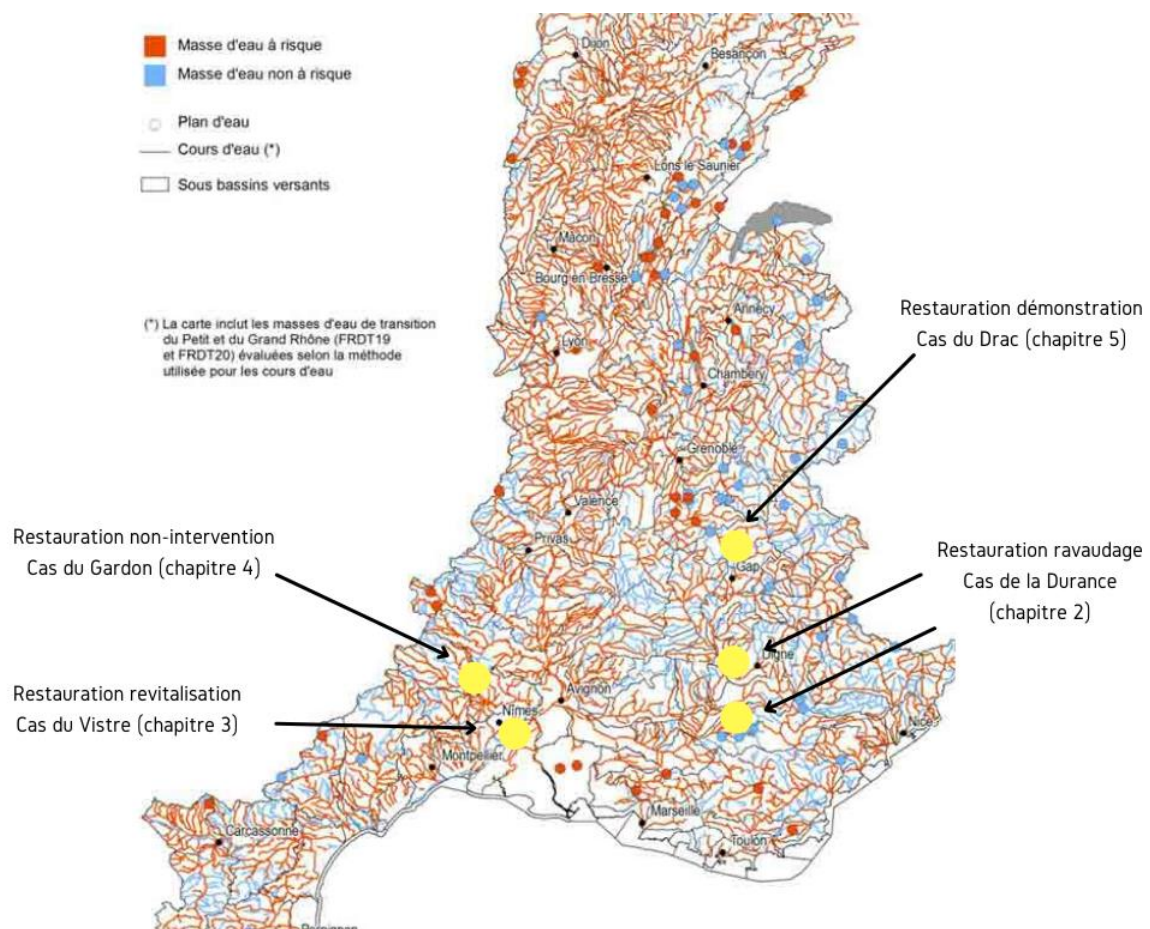 Masse d'eau à risque
Masse d'eau non à risque
Plan d'eau
Cours d'eau (*)
Sous bassins versants
(*) La carte inclut les masses d'eau de transition
du Petit et du Grand Rhône (FRDT19
et FRDT20) évaluées selon la méthode
utilisée pour les cours d'eau
Dijon
Besançon
Lons le Saunier
Mâcon
Bourg en Bresse
Annecy
Lyon
Chambéry
Grenoble
Valence
Privas
Gap
Digne
Avignon
Nîmes
Nice
Montpellier
Marseille
Carcassonne
Toulon
Perpignan
Restauration démonstration
Cas du Drac (chapitre 5)
Restauration non-intervention
Cas du Gardon (chapitre 4)
Restauration ravaudage
Cas de la Durance
(chapitre 2)
Restauration revitalisation
Cas du Vistre (chapitre 3)